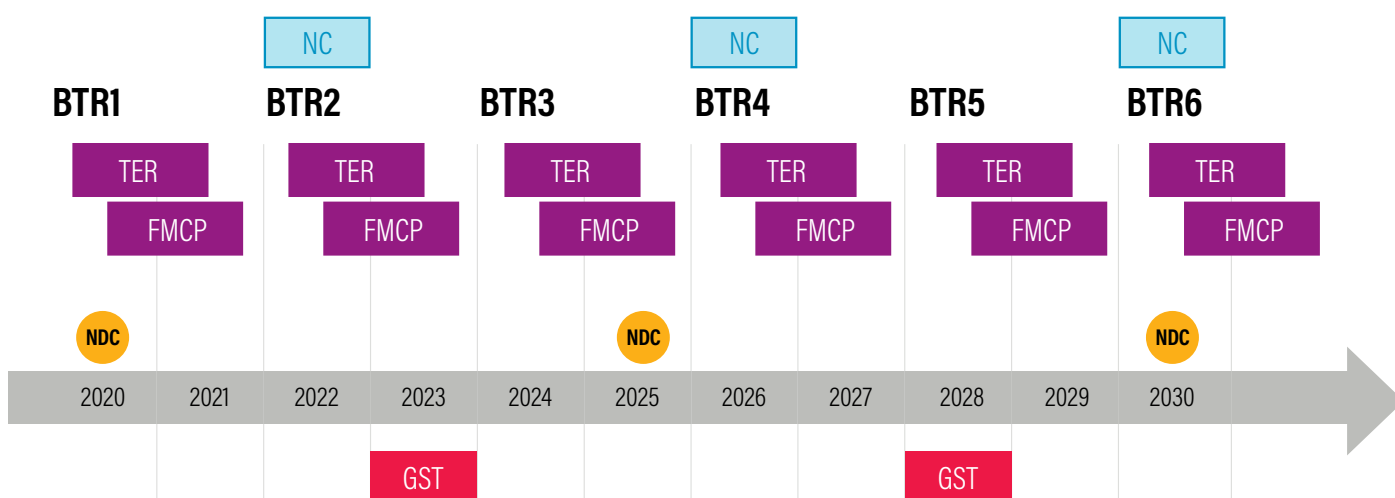 NC NC NC
BTR1 BTR2 BTR3 BTR4 BTR5 BTR6
TER TER TER TER TER TER
FMCP FMCP FMCP FMCP FMCP FMCP
NDC NDC NDC
2020 2021 2022 2023 2024 2025 2026 2027 2028 2029 2030
GST GST